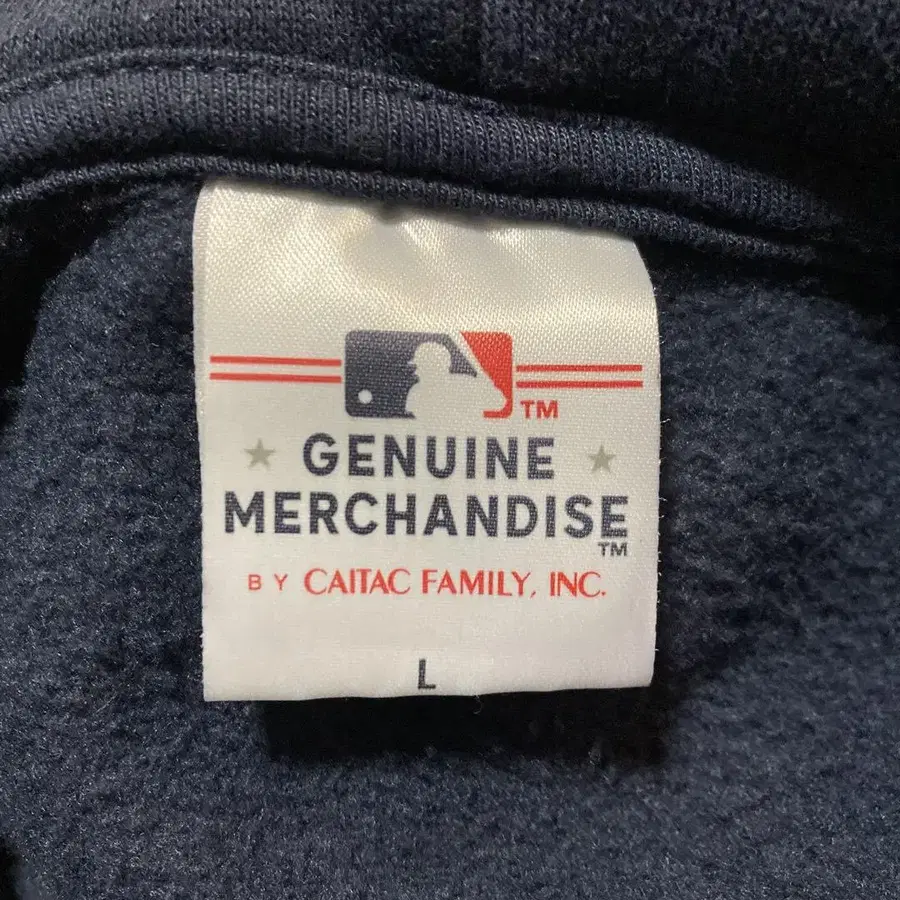 TM
GENUINE
MERCHANDISE
TM
BY CAITAC FAMILY, INC.
L